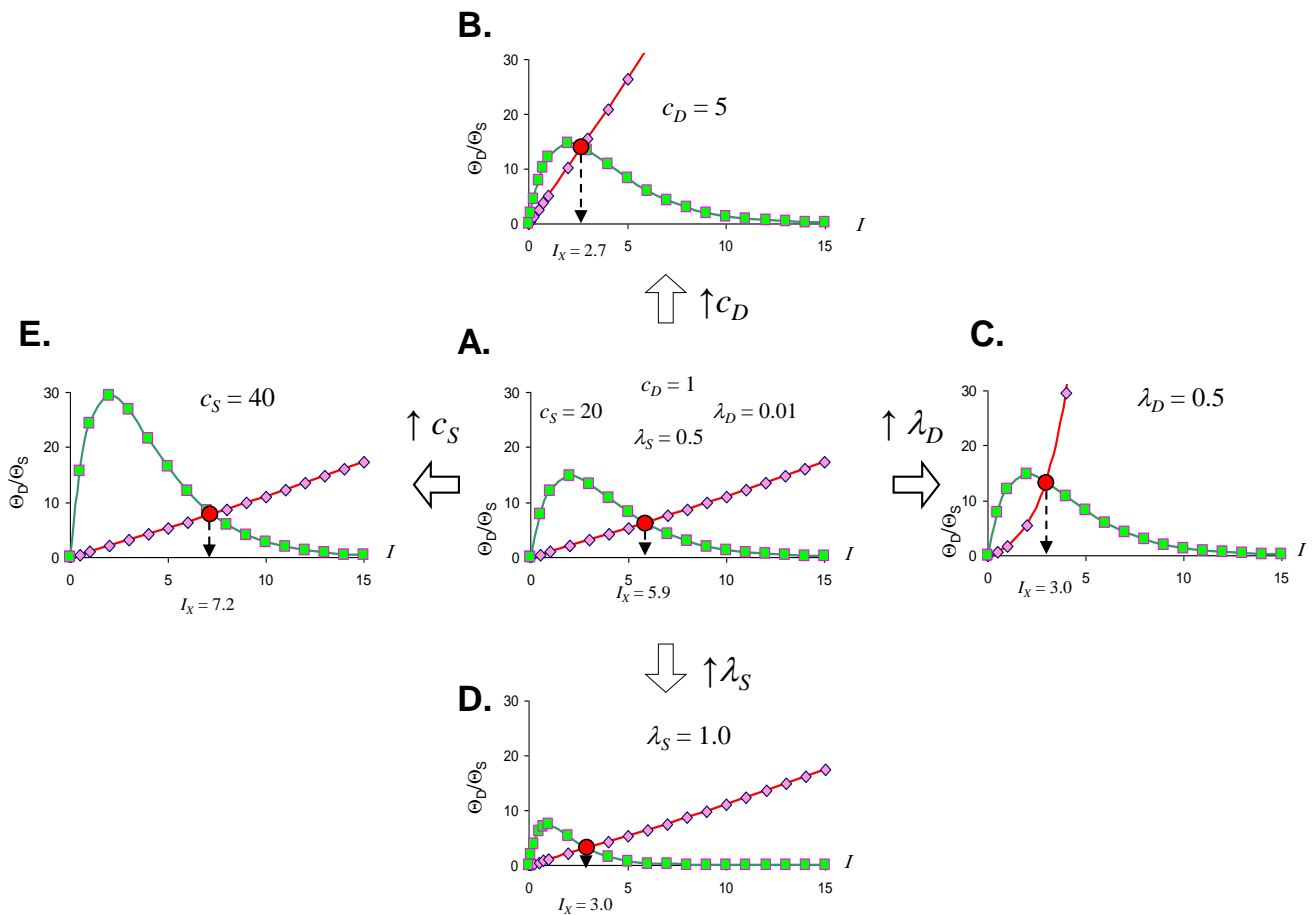 B.
30
20
10
0
Θ_D/Θ_S
c_D = 5
0 5 10 15
I
I_X = 2.7
↑c_D
E.
30
20
10
0
Θ_D/Θ_S
c_S = 40
0 5 10 15
I
I_X = 7.2
↑ c_S
A.
30
20
10
0
Θ_D/Θ_S
c_D = 1
c_S = 20
λ_D = 0.01
λ_S = 0.5
0 5 10 15
I
I_X = 5.9
↑ λ_D
C.
30
20
10
0
Θ_D/Θ_S
λ_D = 0.5
0 5 10 15
I
I_X = 3.0
↑λ_S
D.
30
20
10
0
Θ_D/Θ_S
λ_S = 1.0
0 5 10 15
I
I_X = 3.0